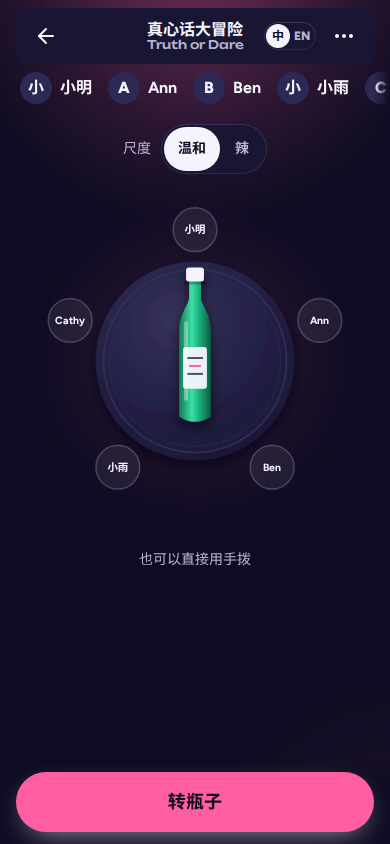 真心话大冒险
Truth or Dare
中 EN
小 小明 A Ann B Ben 小 小雨 C
尺度 温和 辣
小明
Cathy
Ann
小雨
Ben
也可以直接用手拨
转瓶子